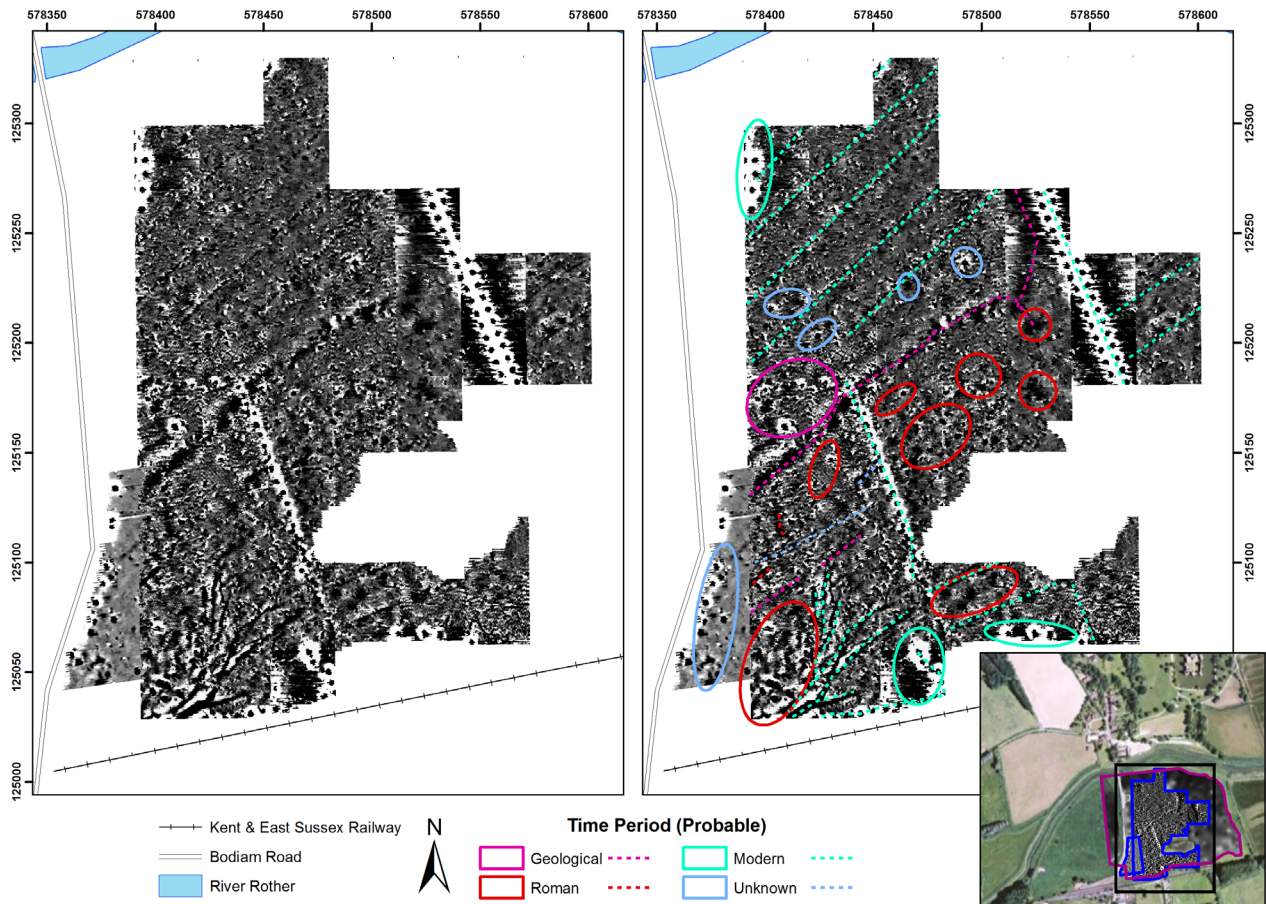 578350 578400 578450 578500 578550 578600 578350 578400 578450 578500 578550 578600
125300 125300
125250 125250
125200 125200
125150 125150
125100 125100
125050 125050
125000 125000
Kent & East Sussex Railway
Bodiam Road
River Rother
N
Time Period (Probable)
Geological Modern
Roman Unknown